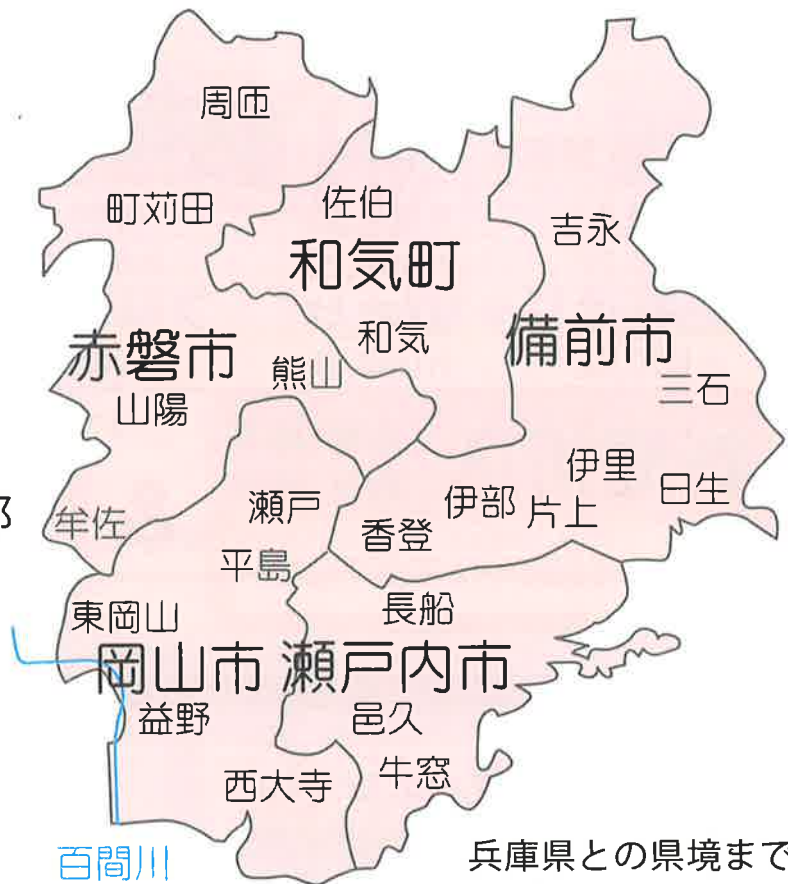 周匝
町苅田
佐伯
吉永
和気町
和気
備前市
赤磐市
熊山
三石
山陽
伊里
日生
瀬戸
伊部
片上
部
牟佐
香登
平島
東岡山
長船
岡山市
瀬戸内市
益野
邑久
西大寺
牛窓
百間川
兵庫県との県境まで